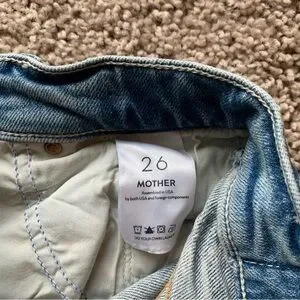 26
MOTHER
Assembled in USA
by both USA and foreign components
DO YOUR OWN LAUNDRY